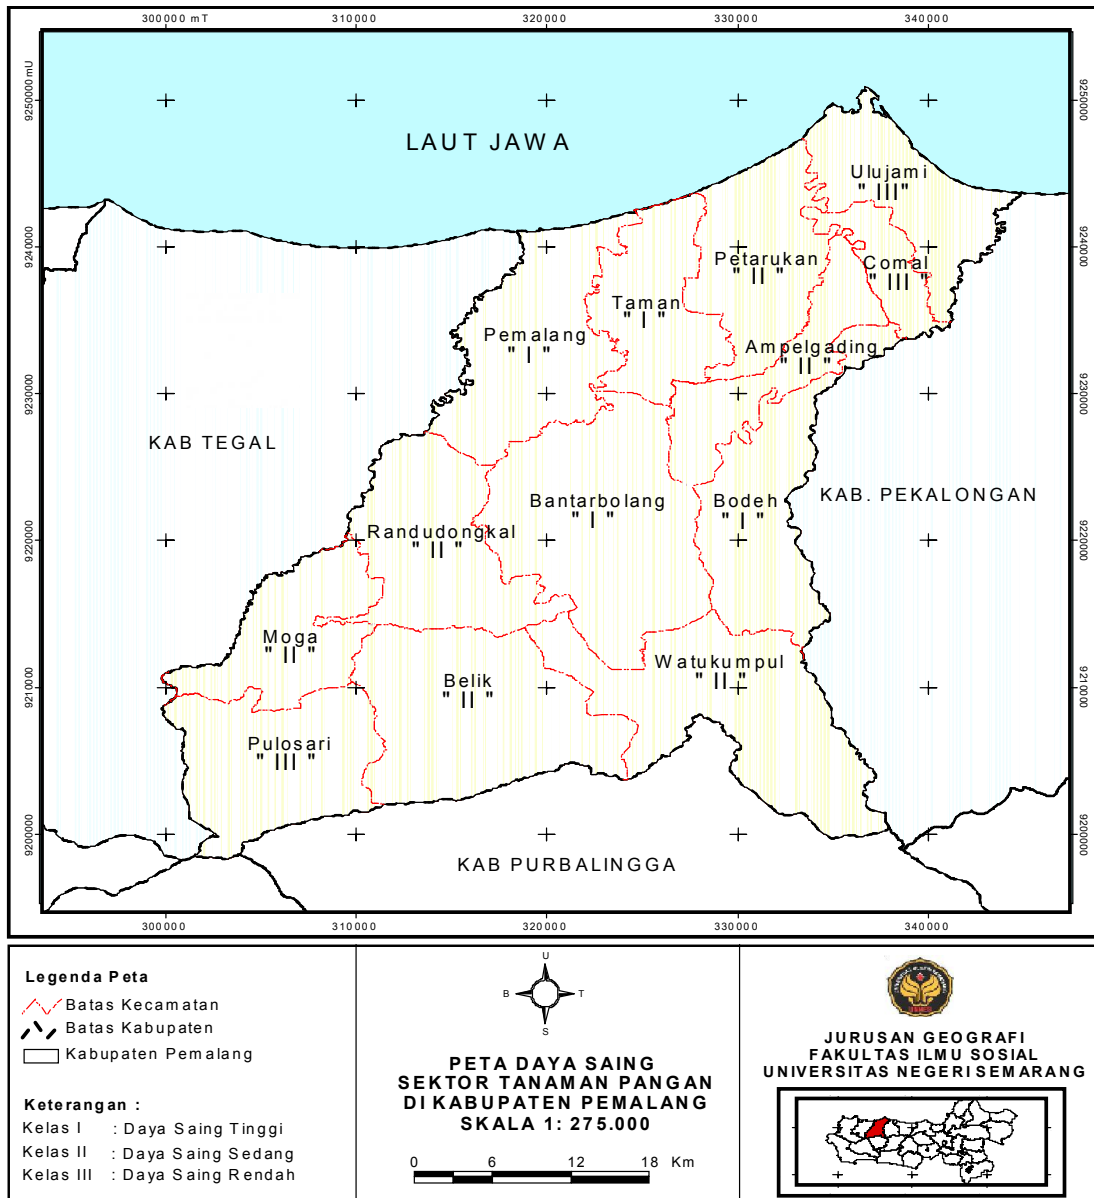 300000 mT 310000 320000 330000 340000
9250000 mU
9250000
LAUT JAWA
Ulujami
" III "
9240000
9240000
Petarukan
" II "
Comal
" III "
Taman
" I "
Pemalang
" I "
Ampelgading
" II "
9230000
9230000
KAB TEGAL
KAB. PEKALONGAN
Bantarbolang
" I "
Bodeh
" I "
Randudongkal
" II "
9220000
9220000
Moga
" II "
Watukumpul
" II "
Belik
" II "
9210000
9210000
Pulosari
" III "
9200000
9200000
KAB PURBALINGGA
300000 310000 320000 330000 340000
Legenda Peta
Batas Kecamatan
Batas Kabupaten
Kabupaten Pemalang
Keterangan :
Kelas I : Daya Saing Tinggi
Kelas II : Daya Saing Sedang
Kelas III : Daya Saing Rendah
U
B T
S
PETA DAYA SAING
SEKTOR TANAMAN PANGAN
DI KABUPATEN PEMALANG
SKALA 1: 275.000
0 6 12 18 Km
JURUSAN GEOGRAFI
FAKULTAS ILMU SOSIAL
UNIVERSITAS NEGERI SEMARANG